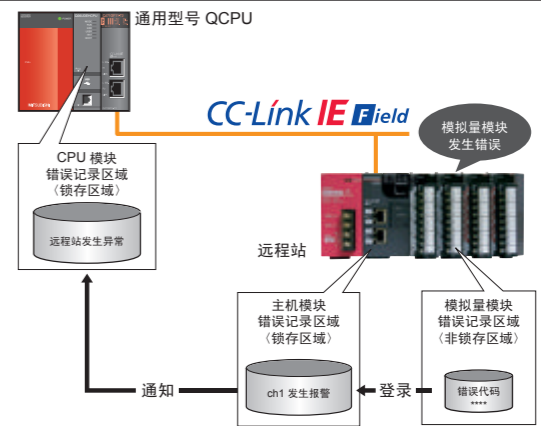 通用型号 QCPU
CC-Link IE Field
模拟量模块
发生错误
CPU 模块
错误记录区域
〈锁存区域〉
远程站发生异常
远程站
主机模块
错误记录区域
〈锁存区域〉
ch1 发生报警
模拟量模块
错误记录区域
〈非锁存区域〉
错误代码
****
通知
登录